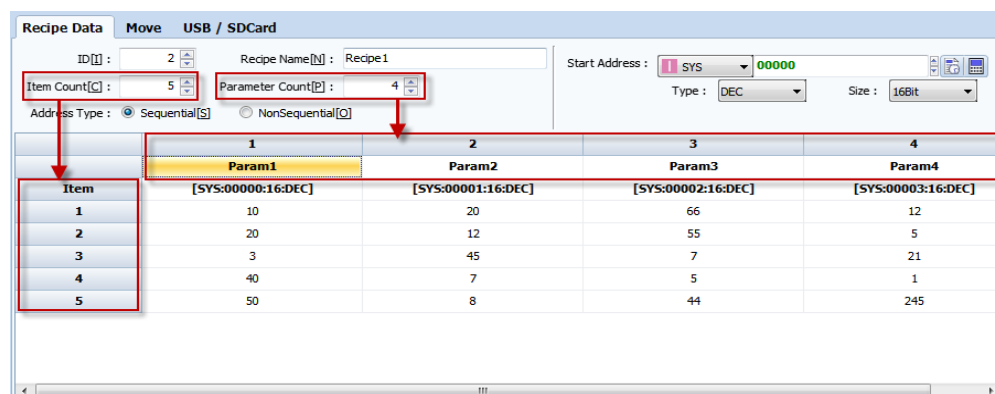 Recipe Data Move USB / SDCard
ID[I] : 2 Recipe Name[N] : Recipe1 Start Address : SYS 00000
Item Count[C] : 5 Parameter Count[P] : 4 Type : DEC Size : 16Bit
Address Type : Sequential[S] NonSequential[O]
1 2 3 4
Param1 Param2 Param3 Param4
Item [SYS:00000:16:DEC] [SYS:00001:16:DEC] [SYS:00002:16:DEC] [SYS:00003:16:DEC]
1 10 20 66 12
2 20 12 55 5
3 3 45 7 21
4 40 7 5 1
5 50 8 44 245